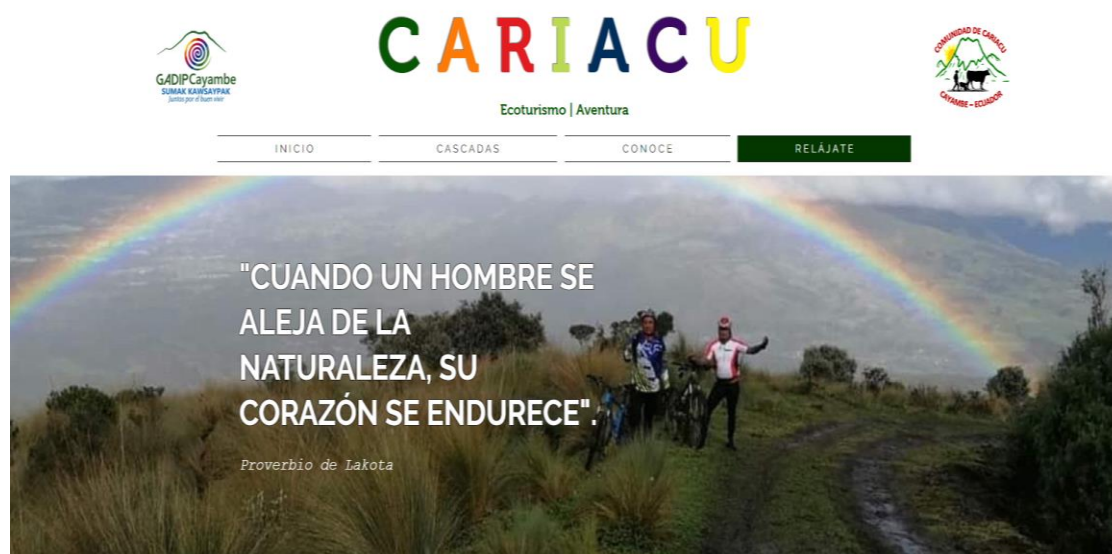 CARIACU
GADIPCayambe
SUMAK KAWSAYPAK
Juntos por el buen vivir
COMUNIDAD DE CARIACU
CAYAMBE - ECUADOR
Ecoturismo | Aventura
INICIO
CASCADAS
CONOCE
RELÁJATE
"CUANDO UN HOMBRE SE
ALEJA DE LA
NATURALEZA, SU
CORAZÓN SE ENDURECE".
Proverbio de Lakota